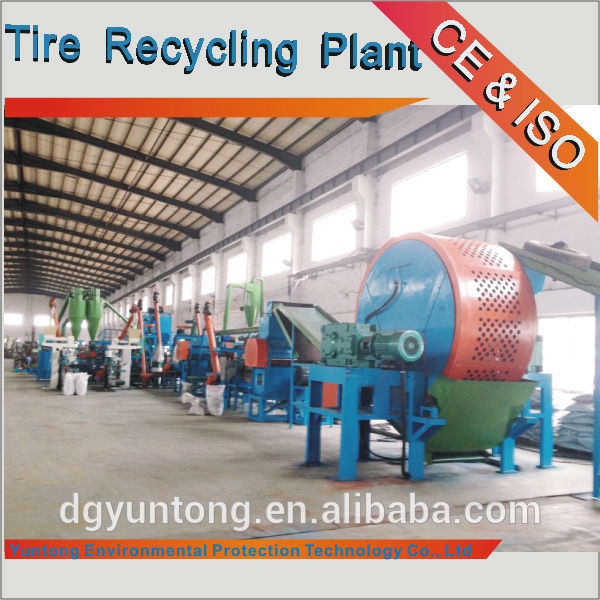 Tire Recycling Plant
CE & ISO
dgyuntong.en.alibaba.com
Yuntong Environmental Protection Technology Co., Ltd